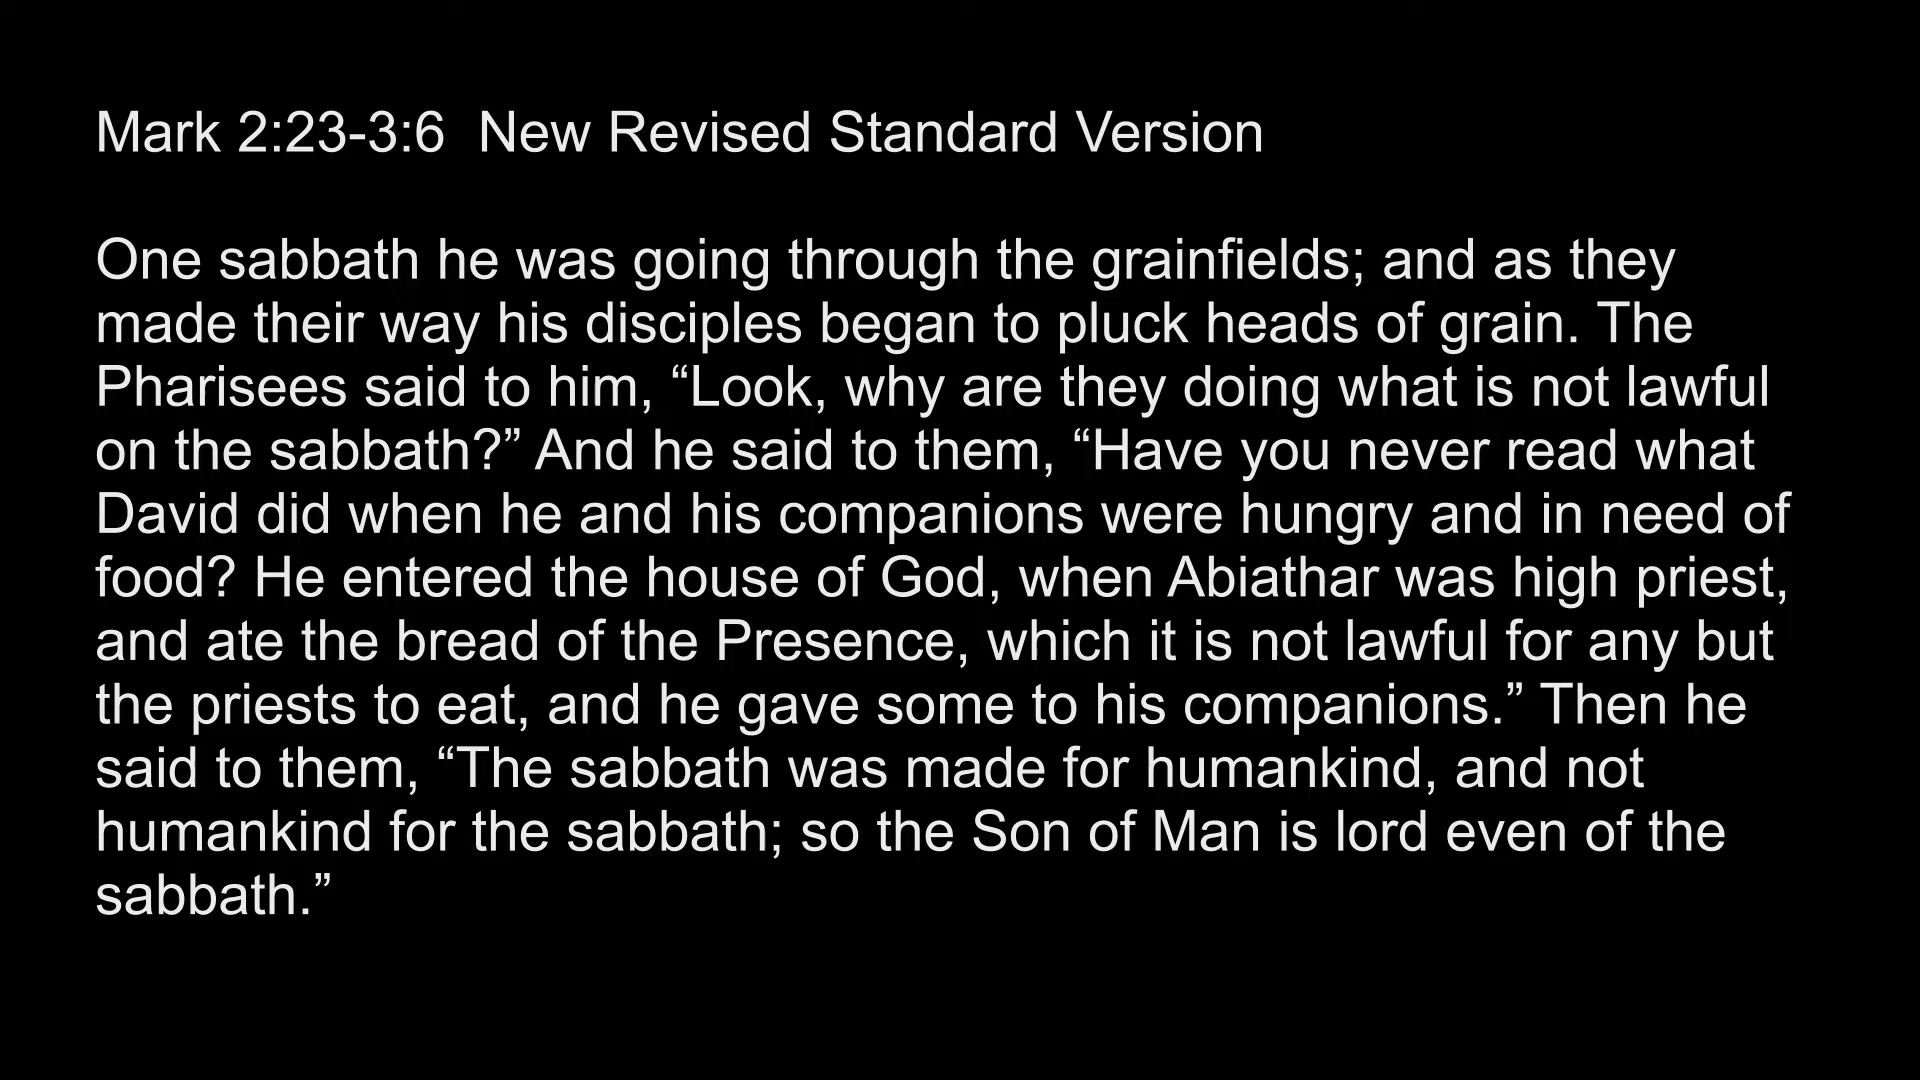 Mark 2:23-3:6  New Revised Standard Version
One sabbath he was going through the grainfields; and as they
made their way his disciples began to pluck heads of grain. The
Pharisees said to him, “Look, why are they doing what is not lawful
on the sabbath?” And he said to them, “Have you never read what
David did when he and his companions were hungry and in need of
food? He entered the house of God, when Abiathar was high priest,
and ate the bread of the Presence, which it is not lawful for any but
the priests to eat, and he gave some to his companions.” Then he
said to them, “The sabbath was made for humankind, and not
humankind for the sabbath; so the Son of Man is lord even of the
sabbath.”